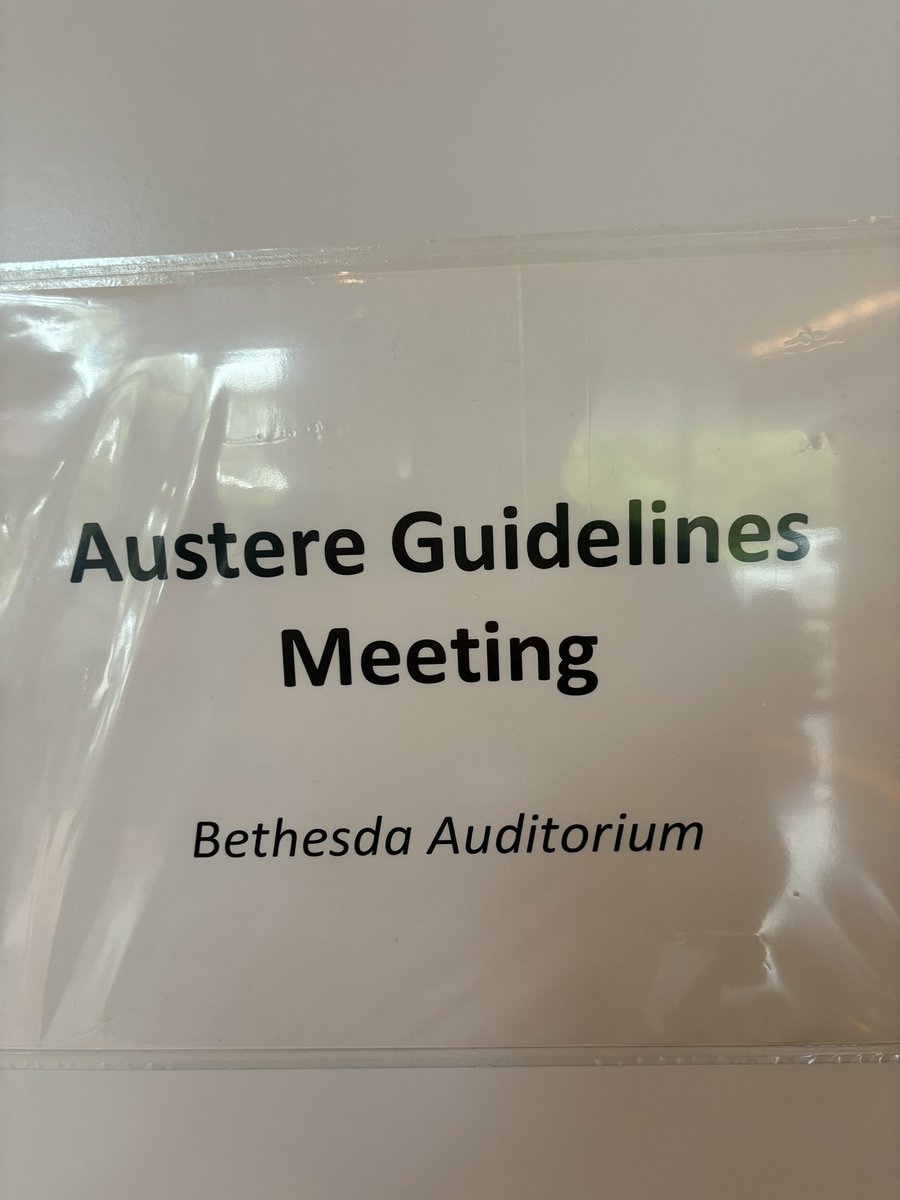 Austere Guidelines
Meeting
Bethesda Auditorium